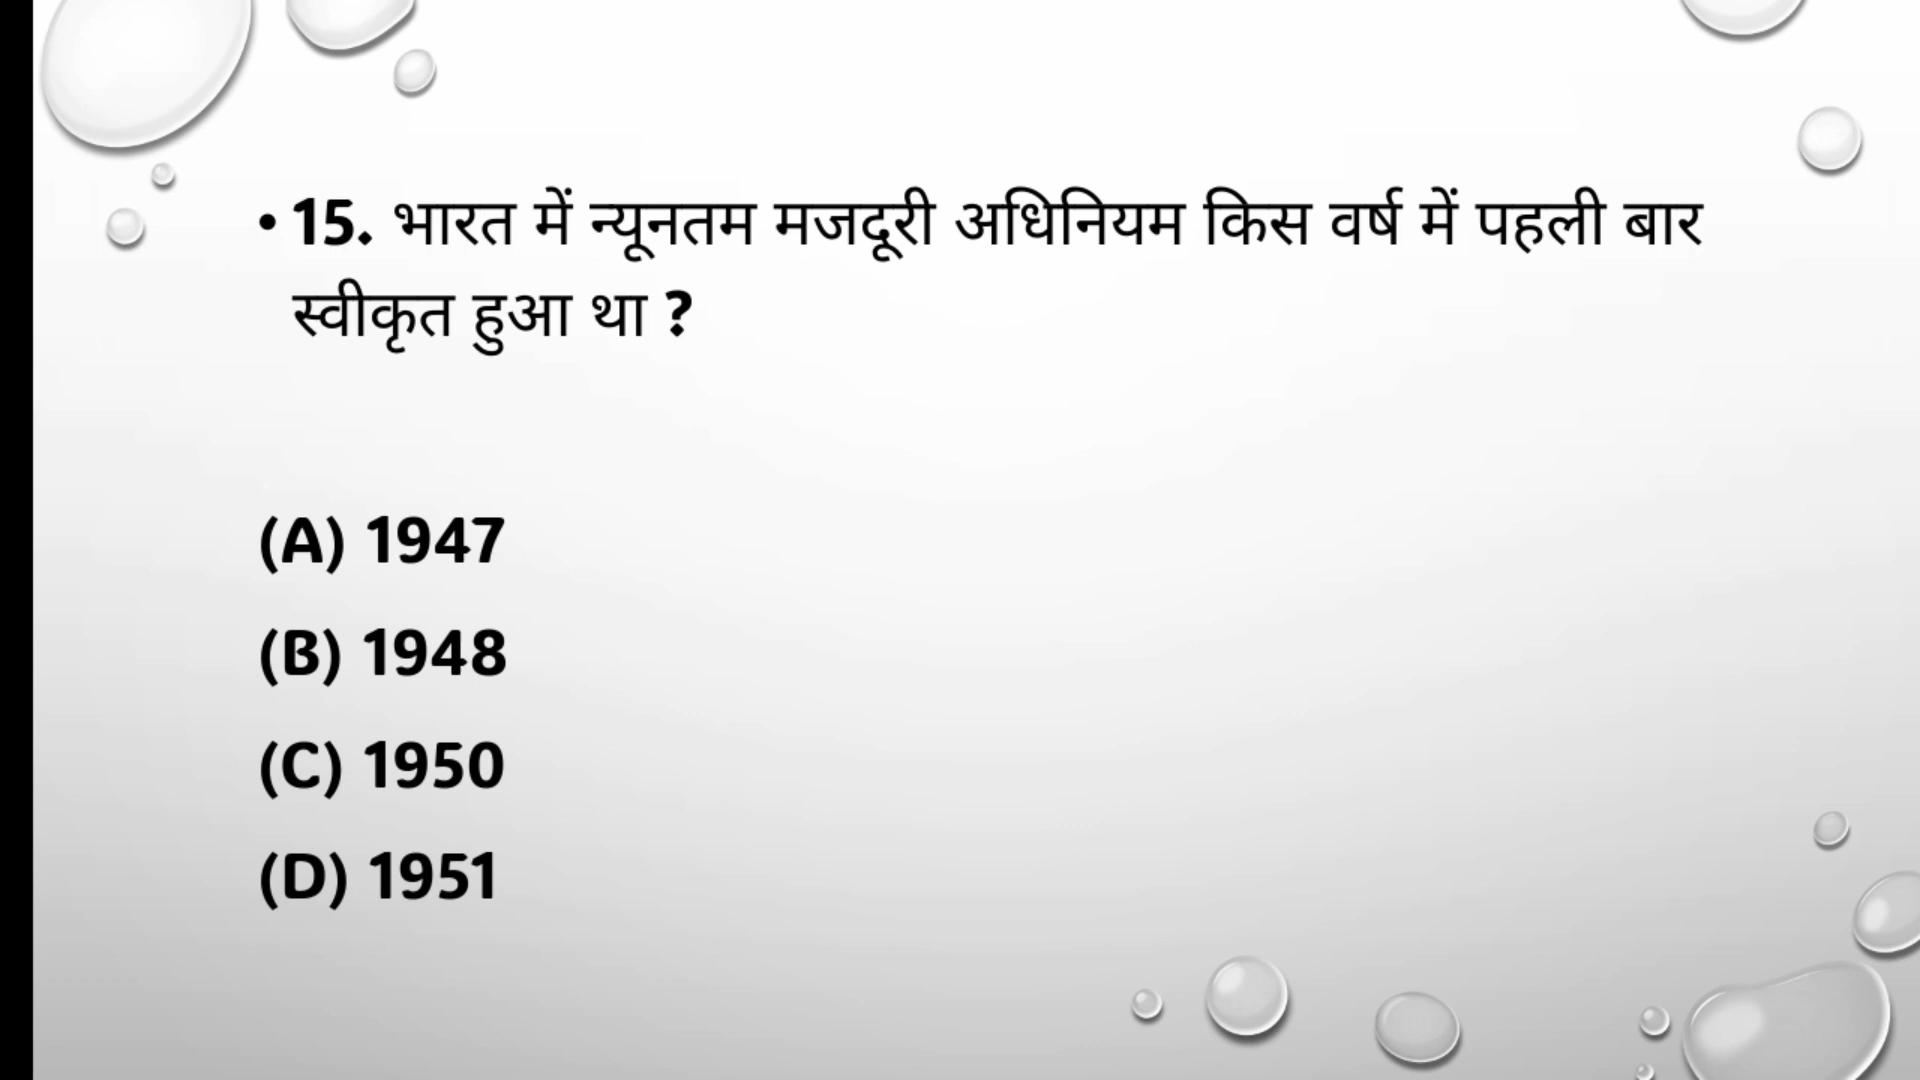 • 15. भारत में न्यूनतम मजदूरी अधिनियम किस वर्ष में पहली बार
स्वीकृत हुआ था ?
(A) 1947
(B) 1948
(C) 1950
(D) 1951